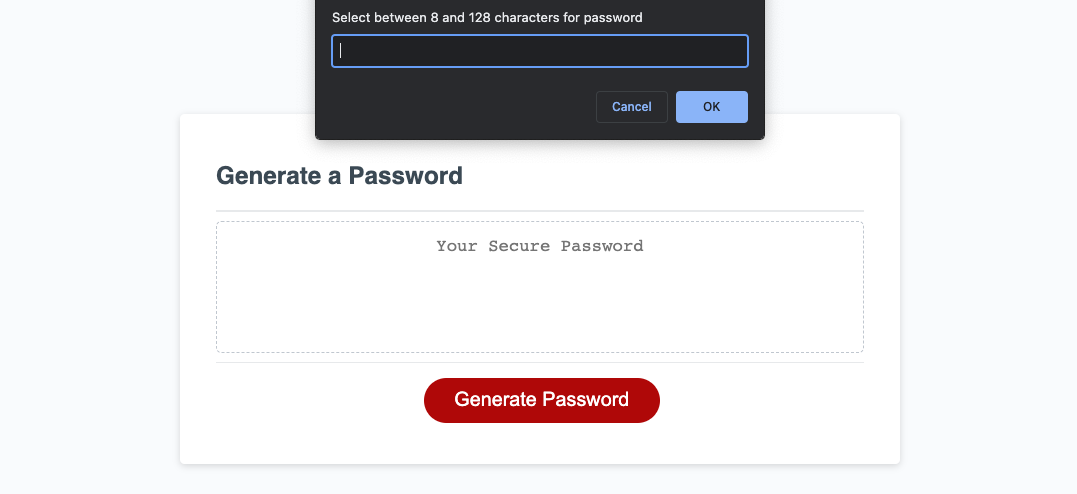 Select between 8 and 128 characters for password
Cancel
OK
Generate a Password
Your Secure Password
Generate Password